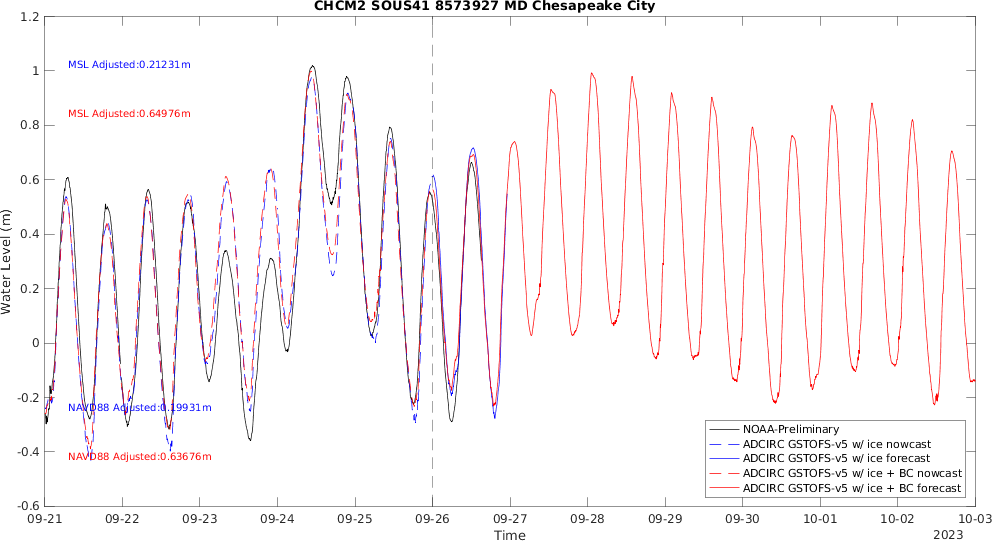 CHCM2 SOUS41 8573927 MD Chesapeake City
1.2
1
0.8
0.6
0.4
0.2
0
-0.2
-0.4
-0.6
Water Level (m)
MSL Adjusted:0.21231m
MSL Adjusted:0.64976m
NAVD88 Adjusted:0.19931m
NAVD88 Adjusted:0.63676m
NOAA-Preliminary
ADCIRC GSTOFS-v5 w/ ice nowcast
ADCIRC GSTOFS-v5 w/ ice forecast
ADCIRC GSTOFS-v5 w/ ice + BC nowcast
ADCIRC GSTOFS-v5 w/ ice + BC forecast
09-21 09-22 09-23 09-24 09-25 09-26 09-27 09-28 09-29 09-30 10-01 10-02 10-03
Time
2023